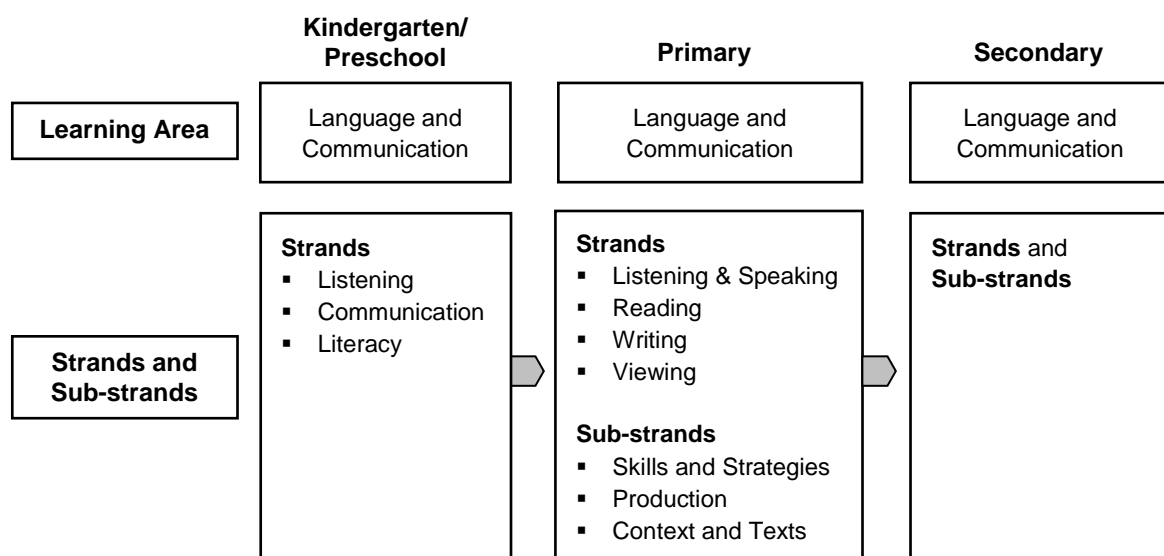 Kindergarten/
Preschool
Primary
Secondary
Learning Area
Language and
Communication
Language and
Communication
Language and
Communication
Strands and
Sub-strands
Strands
▪ Listening
▪ Communication
▪ Literacy
Strands
▪ Listening & Speaking
▪ Reading
▪ Writing
▪ Viewing
Sub-strands
▪ Skills and Strategies
▪ Production
▪ Context and Texts
Strands and
Sub-strands